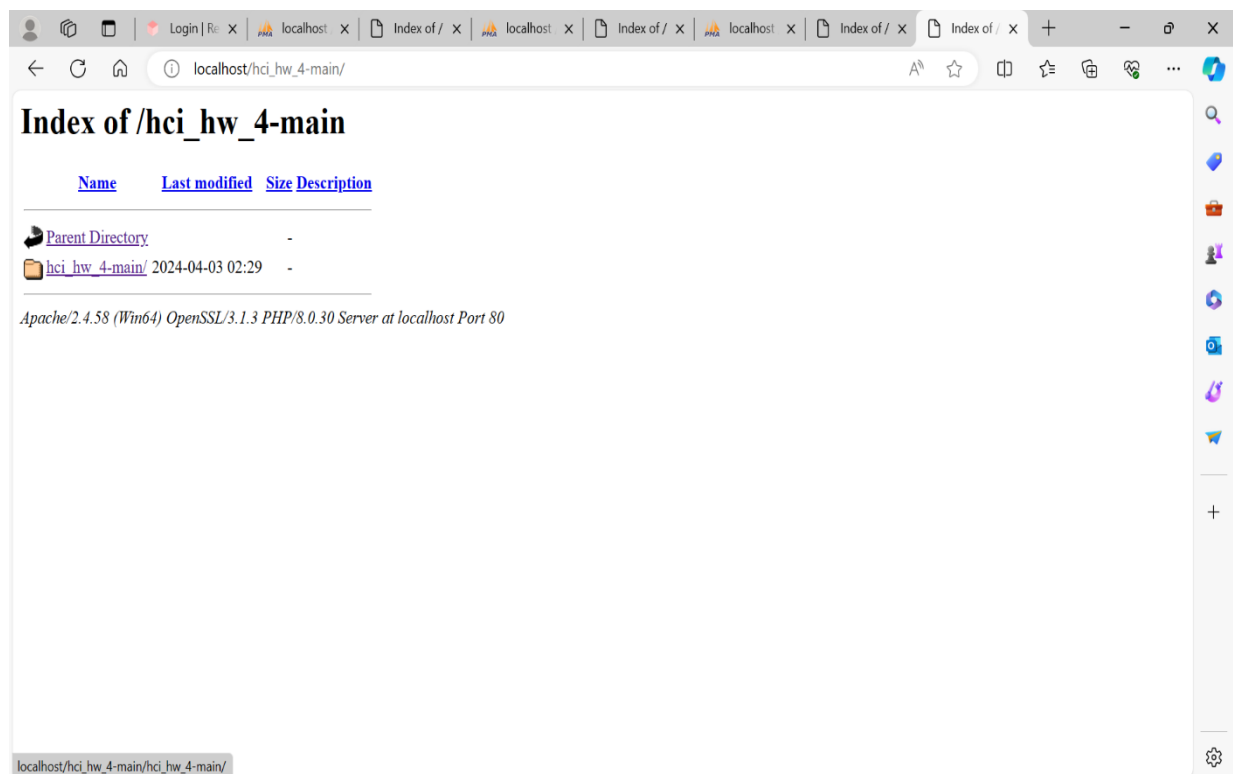 Login | Re
localhost
Index of /
localhost
Index of /
localhost
Index of /
Index of /
localhost/hci_hw_4-main/
Index of /hci_hw_4-main
Name Last modified Size Description
Parent Directory -
hci_hw_4-main/ 2024-04-03 02:29 -
Apache/2.4.58 (Win64) OpenSSL/3.1.3 PHP/8.0.30 Server at localhost Port 80
localhost/hci_hw_4-main/hci_hw_4-main/